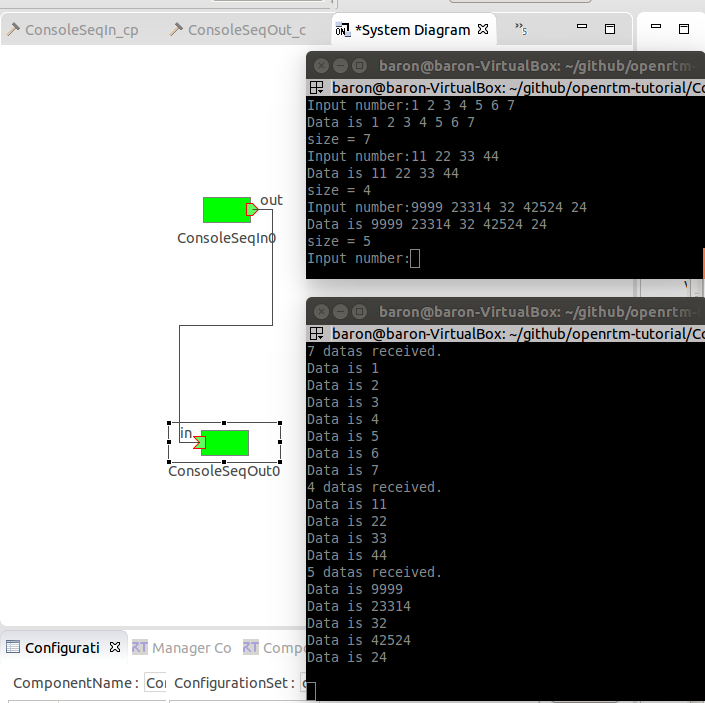 ConsoleSeqIn_cp
ConsoleSeqOut_c
*System Diagram
»5
out
ConsoleSeqIn0
in
ConsoleSeqOut0
baron@baron-VirtualBox: ~/github/openrtm-
baron@baron-VirtualBox: ~/github/openrtm-tutorial/Co
Input number:1 2 3 4 5 6 7
Data is 1 2 3 4 5 6 7
size = 7
Input number:11 22 33 44
Data is 11 22 33 44
size = 4
Input number:9999 23314 32 42524 24
Data is 9999 23314 32 42524 24
size = 5
Input number:
baron@baron-VirtualBox: ~/github/openrtm-
baron@baron-VirtualBox: ~/github/openrtm-tutorial/Co
7 datas received.
Data is 1
Data is 2
Data is 3
Data is 4
Data is 5
Data is 6
Data is 7
4 datas received.
Data is 11
Data is 22
Data is 33
Data is 44
5 datas received.
Data is 9999
Data is 23314
Data is 32
Data is 42524
Data is 24
Configurati
RT Manager Co
RT Compo
ComponentName: Con
ConfigurationSet: